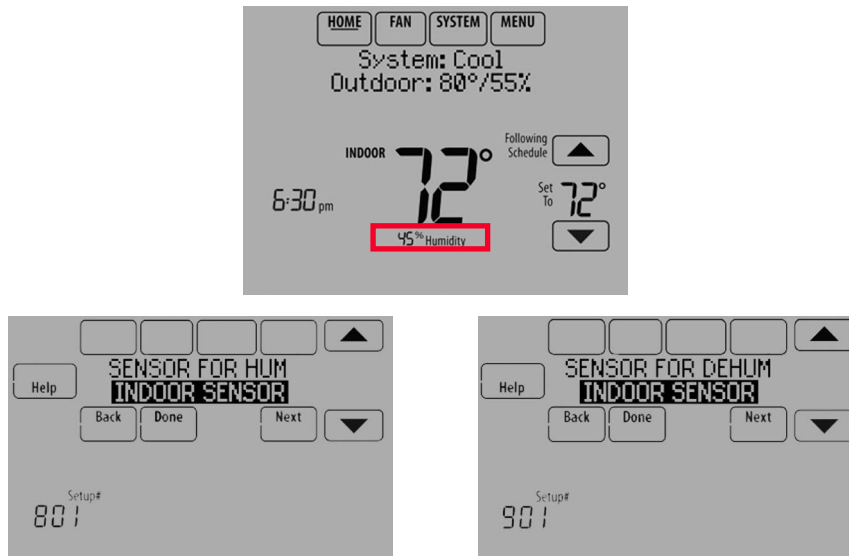 HOME FAN SYSTEM MENU
System: Cool
Outdoor: 80°/55%
Following
Schedule
INDOOR 72°
6:30 pm
Set
To 72°
45% Humidity
SENSOR FOR HUM
Help
INDOOR SENSOR
Back Done Next
Setup#
801
SENSOR FOR DEHUM
Help
INDOOR SENSOR
Back Done Next
Setup#
901